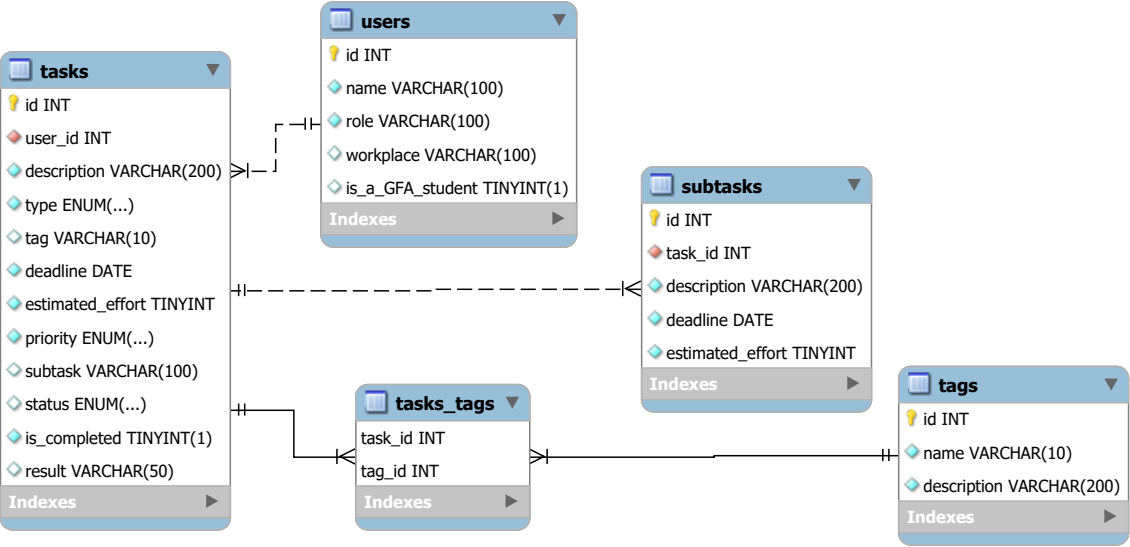 users
id INT
name VARCHAR(100)
role VARCHAR(100)
workplace VARCHAR(100)
is_a_GFA_student TINYINT(1)
Indexes
tasks
id INT
user_id INT
description VARCHAR(200)
type ENUM(...)
tag VARCHAR(10)
deadline DATE
estimated_effort TINYINT
priority ENUM(...)
subtask VARCHAR(100)
status ENUM(...)
is_completed TINYINT(1)
result VARCHAR(50)
Indexes
subtasks
id INT
task_id INT
description VARCHAR(200)
deadline DATE
estimated_effort TINYINT
Indexes
tasks_tags
task_id INT
tag_id INT
Indexes
tags
id INT
name VARCHAR(10)
description VARCHAR(200)
Indexes